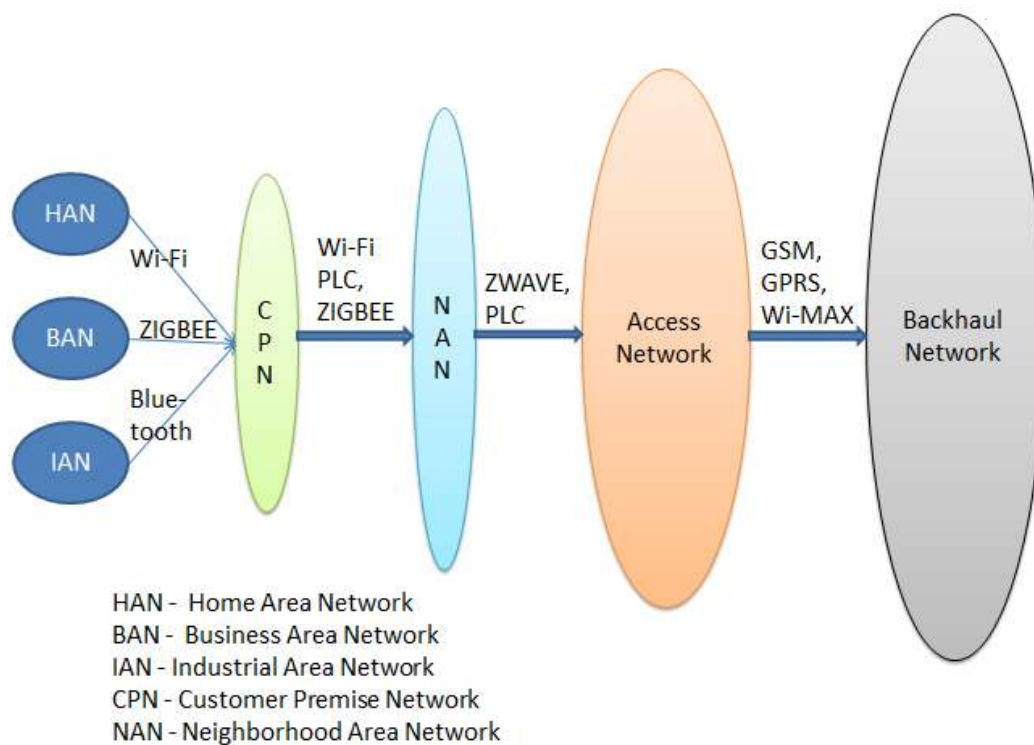 HAN
Wi-Fi
BAN
ZIGBEE
Blue-
tooth
IAN
C
P
N
Wi-Fi
PLC,
ZIGBEE
N
A
N
ZWAVE,
PLC
Access
Network
GSM,
GPRS,
Wi-MAX
Backhaul
Network
HAN - Home Area Network
BAN - Business Area Network
IAN - Industrial Area Network
CPN - Customer Premise Network
NAN - Neighborhood Area Network